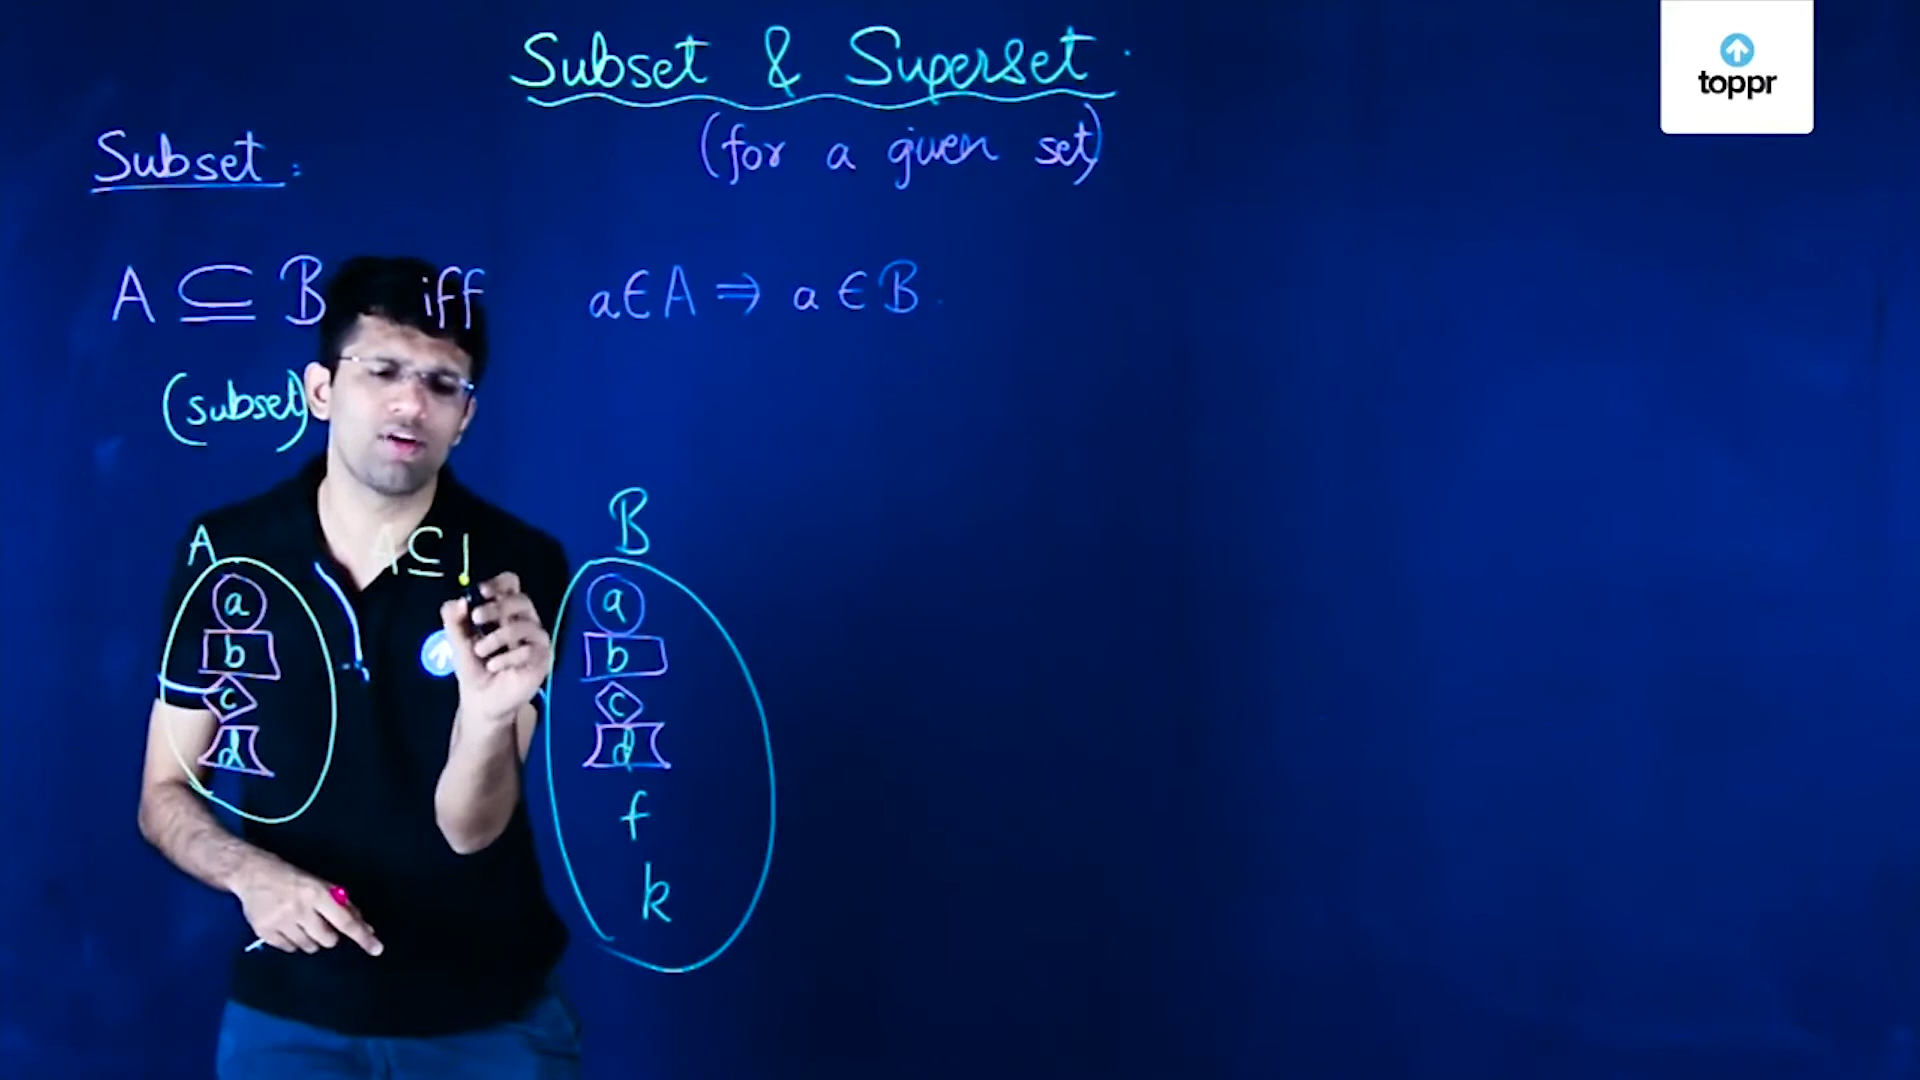 Subset & Superset
toppr
(for a given set)
Subset:
A ⊆ B iff a∈A ⇒ a∈B.
(subset)
A
A ⊆
B
a
b
c
d
a
b
c
d
f
k